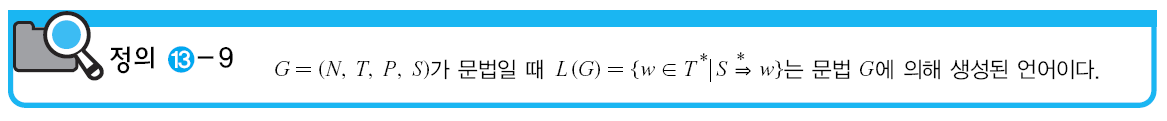 정의 13-9 G = (N, T, P, S)가 문법일 때 L(G) = {w ∈ T* | S ⇒* w}는 문법 G에 의해 생성된 언어이다.